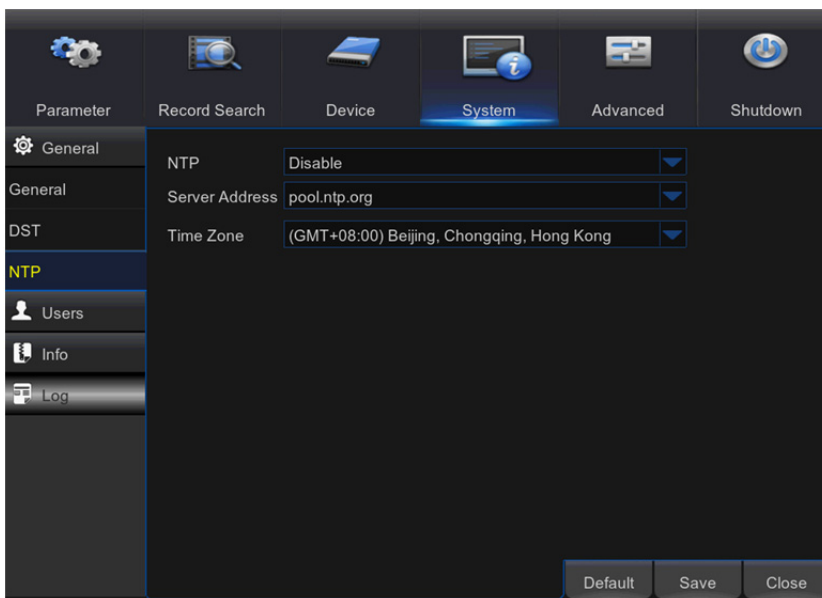 Parameter Record Search Device System Advanced Shutdown
General
General
DST
NTP
Users
Info
Log
NTP Disable
Server Address pool.ntp.org
Time Zone (GMT+08:00) Beijing, Chongqing, Hong Kong
Default Save Close